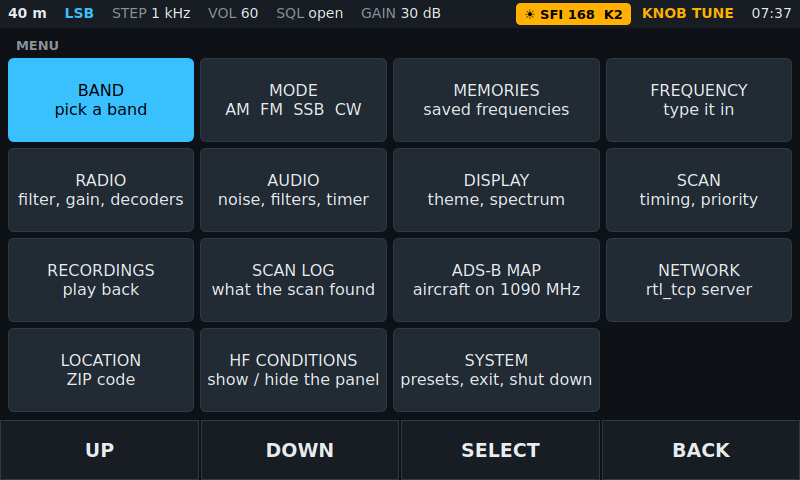 40 m LSB STEP 1 kHz VOL 60 SQL open GAIN 30 dB ☀ SFI 168 K2 KNOB TUNE 07:37
MENU
BAND
pick a band
MODE
AM FM SSB CW
MEMORIES
saved frequencies
FREQUENCY
type it in
RADIO
filter, gain, decoders
AUDIO
noise, filters, timer
DISPLAY
theme, spectrum
SCAN
timing, priority
RECORDINGS
play back
SCAN LOG
what the scan found
ADS-B MAP
aircraft on 1090 MHz
NETWORK
rtl_tcp server
LOCATION
ZIP code
HF CONDITIONS
show / hide the panel
SYSTEM
presets, exit, shut down
UP DOWN SELECT BACK